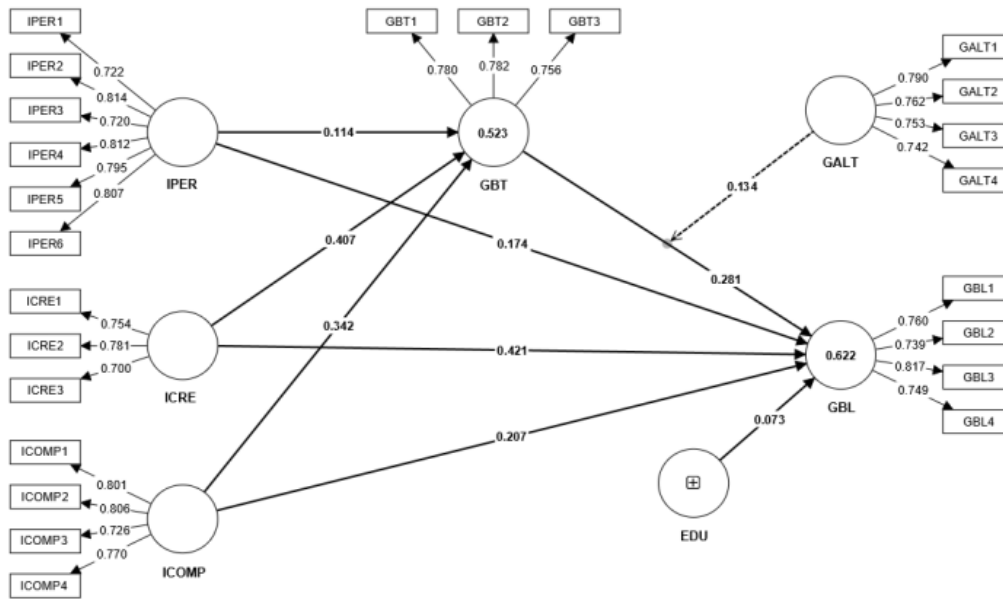 IPER1
IPER2
IPER3
IPER4
IPER5
IPER6
0.722
0.814
0.720
0.812
0.795
0.807
IPER
GBT1
GBT2
GBT3
0.780
0.782
0.756
0.523
GBT
GALT1
GALT2
GALT3
GALT4
0.790
0.762
0.753
0.742
GALT
0.114
0.134
0.407
0.174
0.281
0.342
0.421
0.207
0.073
ICRE1
ICRE2
ICRE3
0.754
0.781
0.700
ICRE
GBL1
GBL2
GBL3
GBL4
0.760
0.739
0.817
0.749
0.622
GBL
ICOMP1
ICOMP2
ICOMP3
ICOMP4
0.801
0.806
0.726
0.770
ICOMP
EDU